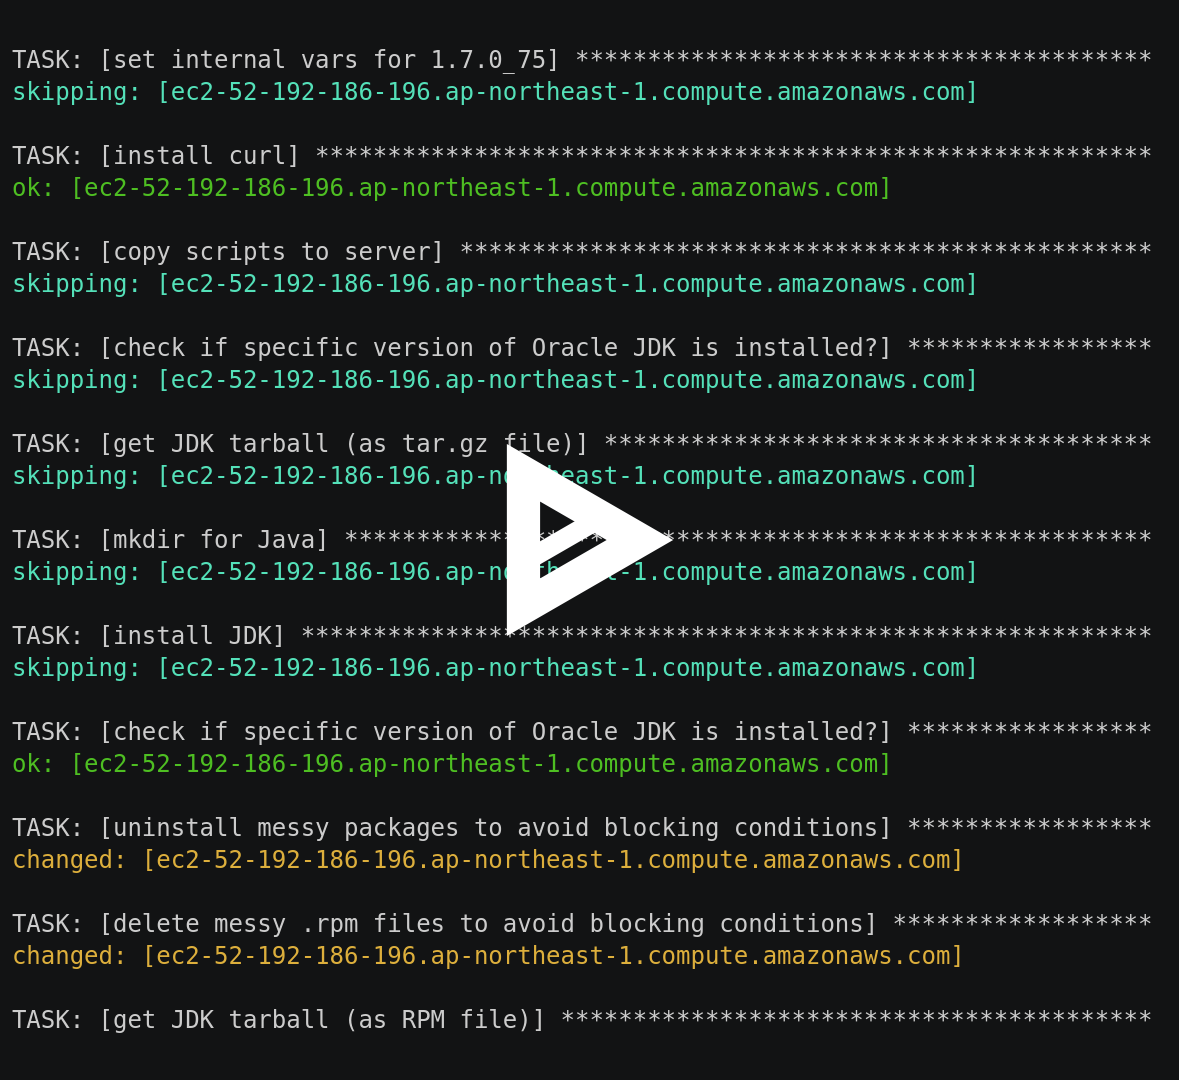 TASK: [set internal vars for 1.7.0_75] ****************************************
skipping: [ec2-52-192-186-196.ap-northeast-1.compute.amazonaws.com]
TASK: [install curl] **********************************************************
ok: [ec2-52-192-186-196.ap-northeast-1.compute.amazonaws.com]
TASK: [copy scripts to server] ************************************************
skipping: [ec2-52-192-186-196.ap-northeast-1.compute.amazonaws.com]
TASK: [check if specific version of Oracle JDK is installed?] *****************
skipping: [ec2-52-192-186-196.ap-northeast-1.compute.amazonaws.com]
TASK: [get JDK tarball (as tar.gz file)] **************************************
skipping: [ec2-52-192-186-196.ap-northeast-1.compute.amazonaws.com]
TASK: [mkdir for Java] ********************************************************
skipping: [ec2-52-192-186-196.ap-northeast-1.compute.amazonaws.com]
TASK: [install JDK] ***********************************************************
skipping: [ec2-52-192-186-196.ap-northeast-1.compute.amazonaws.com]
TASK: [check if specific version of Oracle JDK is installed?] *****************
ok: [ec2-52-192-186-196.ap-northeast-1.compute.amazonaws.com]
TASK: [uninstall messy packages to avoid blocking conditions] *****************
changed: [ec2-52-192-186-196.ap-northeast-1.compute.amazonaws.com]
TASK: [delete messy .rpm files to avoid blocking conditions] ******************
changed: [ec2-52-192-186-196.ap-northeast-1.compute.amazonaws.com]
TASK: [get JDK tarball (as RPM file)] *****************************************